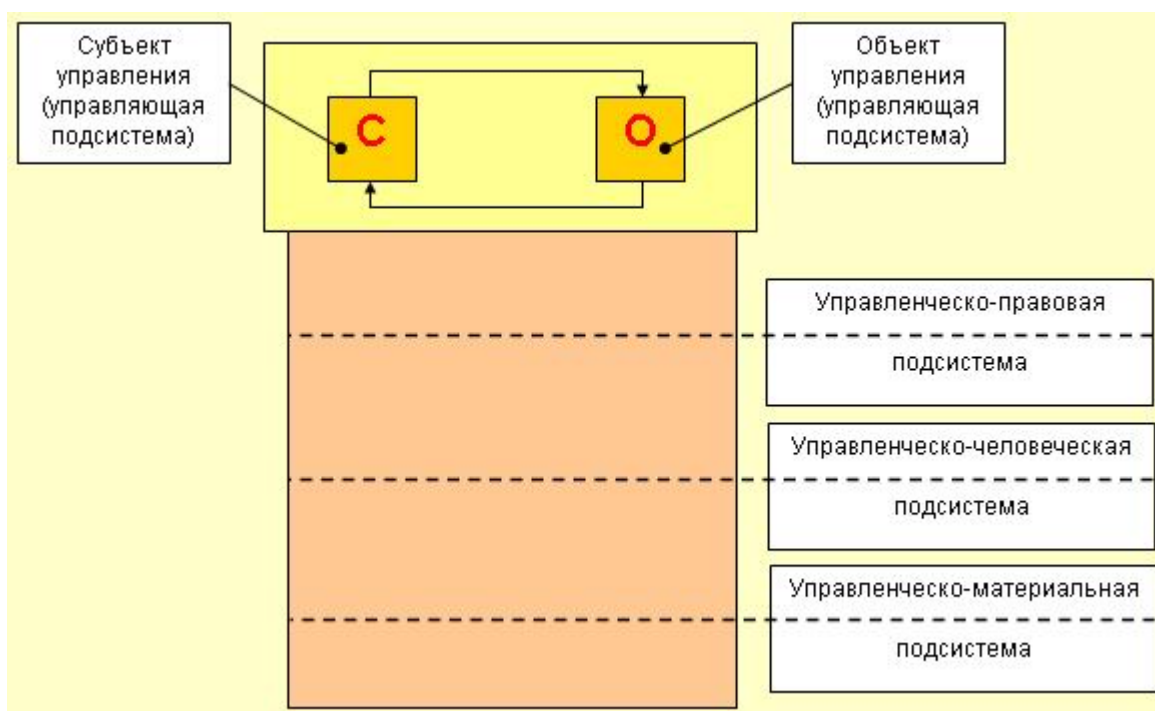 Субъект
управления
(управляющая
подсистема)
С
О
Объект
управления
(управляющая
подсистема)
Управленческо-правовая
подсистема
Управленческо-человеческая
подсистема
Управленческо-материальная
подсистема